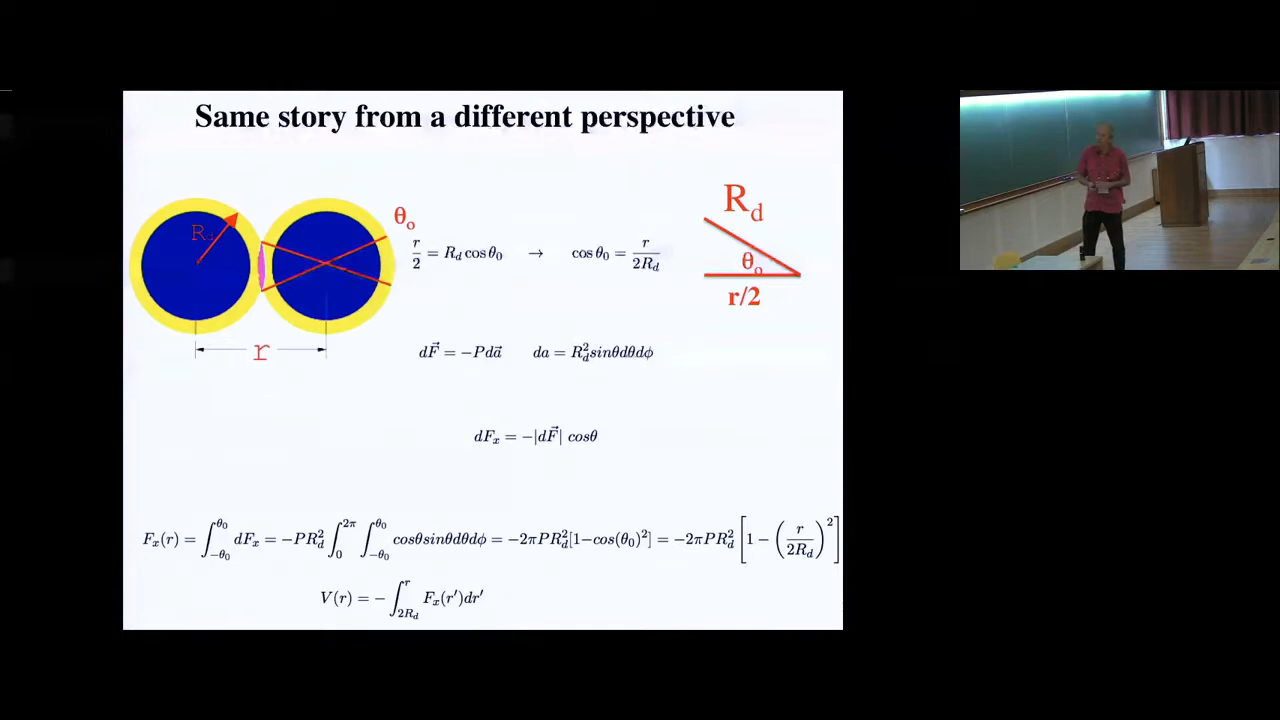 Same story from a different perspective
R_d
θ_o
r
r/2 = R_d cos θ_0 → cos θ_0 = r/2R_d
R_d
θ_o
r/2
dF⃗ = −Pda⃗ da = R_d^2 sinθdθdϕ
dF_x = −|dF⃗| cosθ
F_x(r) = ∫_{−θ_0}^{θ_0} dF_x = −PR_d^2 ∫_0^{2π} ∫_{−θ_0}^{θ_0} cosθsinθdθdϕ = −2πPR_d^2[1−cos(θ_0)^2] = −2πPR_d^2 [1 − (r/2R_d)^2]
V(r) = − ∫_{2R_d}^{r} F_x(r′)dr′